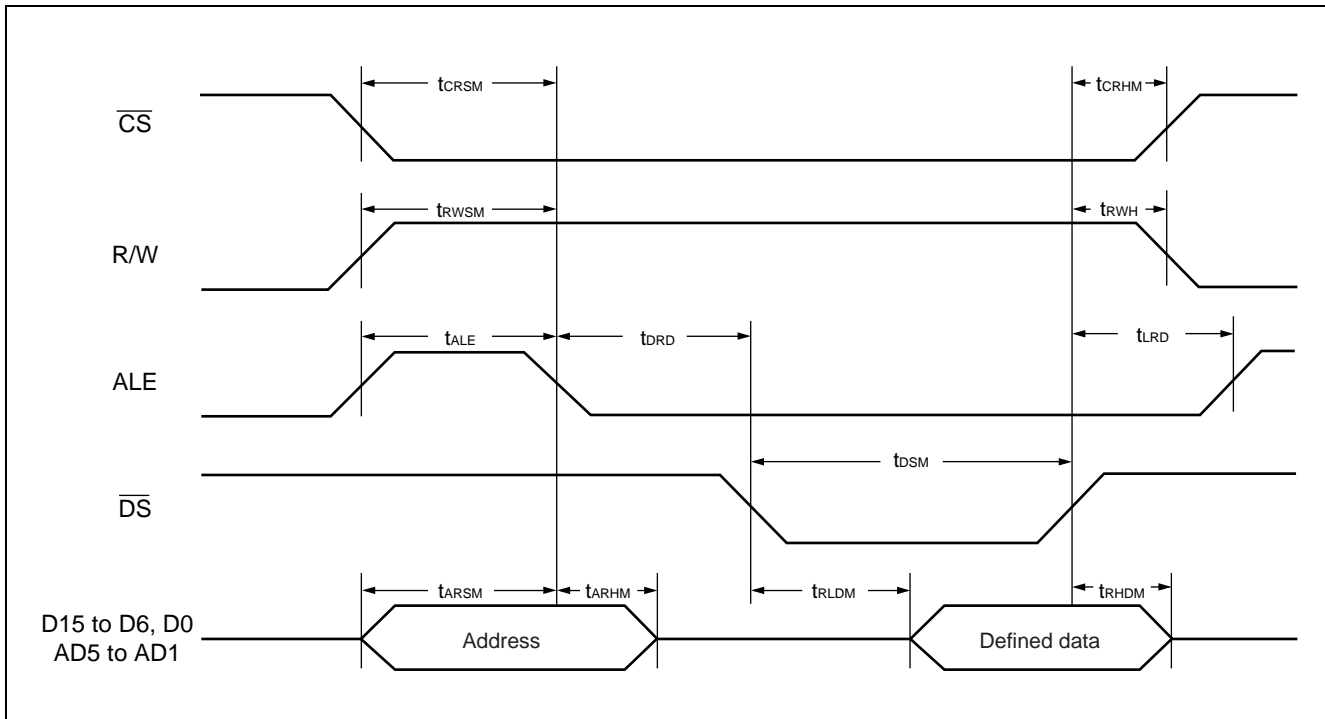 tCRSM
tCRHM
CS
tRWSM
tRWH
R/W
tALE
tDRD
tLRD
ALE
tDSM
DS
tARSM
tARHM
tRLDM
tRHDM
D15 to D6, D0
AD5 to AD1
Address
Defined data